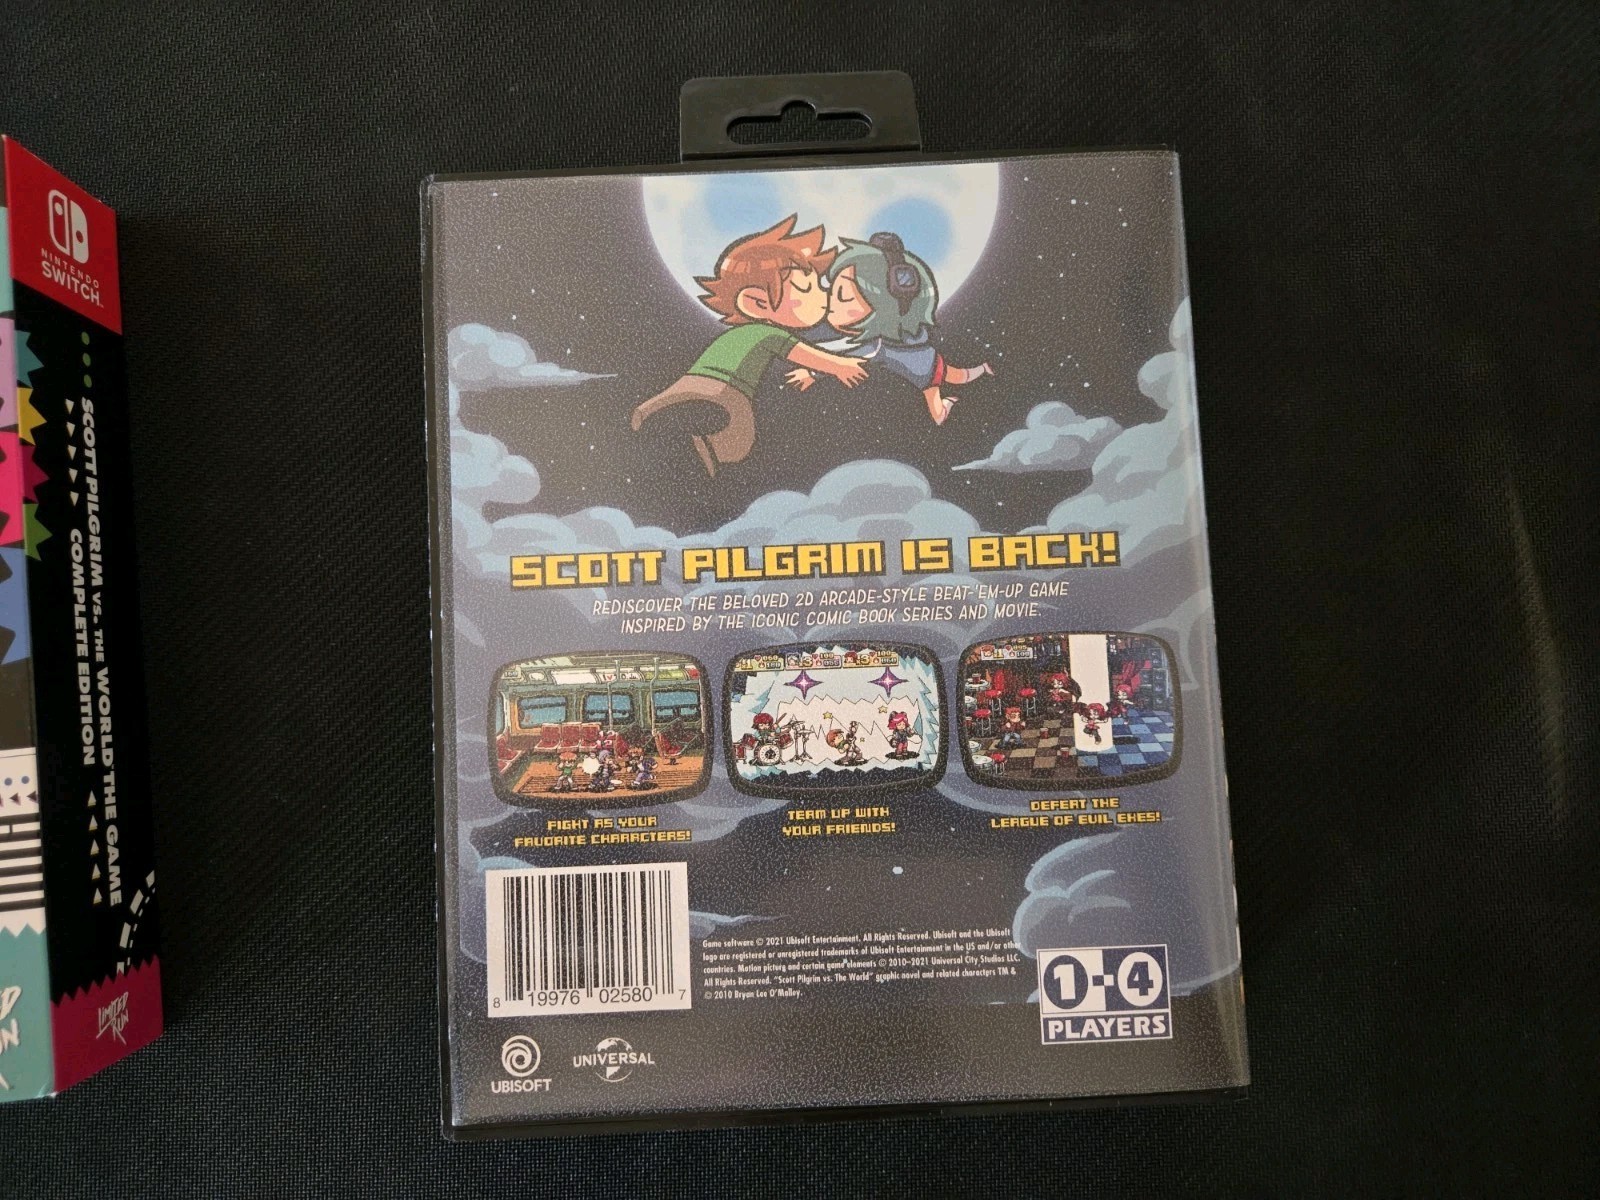 NINTENDO
SWITCH
SCOTT PILGRIM VS. THE WORLD THE GAME
COMPLETE EDITION
LIMITED
RUN
SCOTT PILGRIM IS BACK!
REDISCOVER THE BELOVED 2D ARCADE-STYLE BEAT-'EM-UP GAME
INSPIRED BY THE ICONIC COMIC BOOK SERIES AND MOVIE.
FIGHT AS YOUR
FAVORITE CHARACTERS!
TEAM UP WITH
YOUR FRIENDS!
DEFEAT THE
LEAGUE OF EVIL EXES!
8 19976 02580 7
Game software © 2021 Ubisoft Entertainment. All Rights Reserved. Ubisoft and the Ubisoft
logo are registered or unregistered trademarks of Ubisoft Entertainment in the US and/or other
countries. Motion picture and certain game elements © 2010–2021 Universal City Studios LLC.
All Rights Reserved. "Scott Pilgrim vs. The World" graphic novel and related characters TM &
© 2010 Bryan Lee O'Malley.
1-4
PLAYERS
UBISOFT
UNIVERSAL